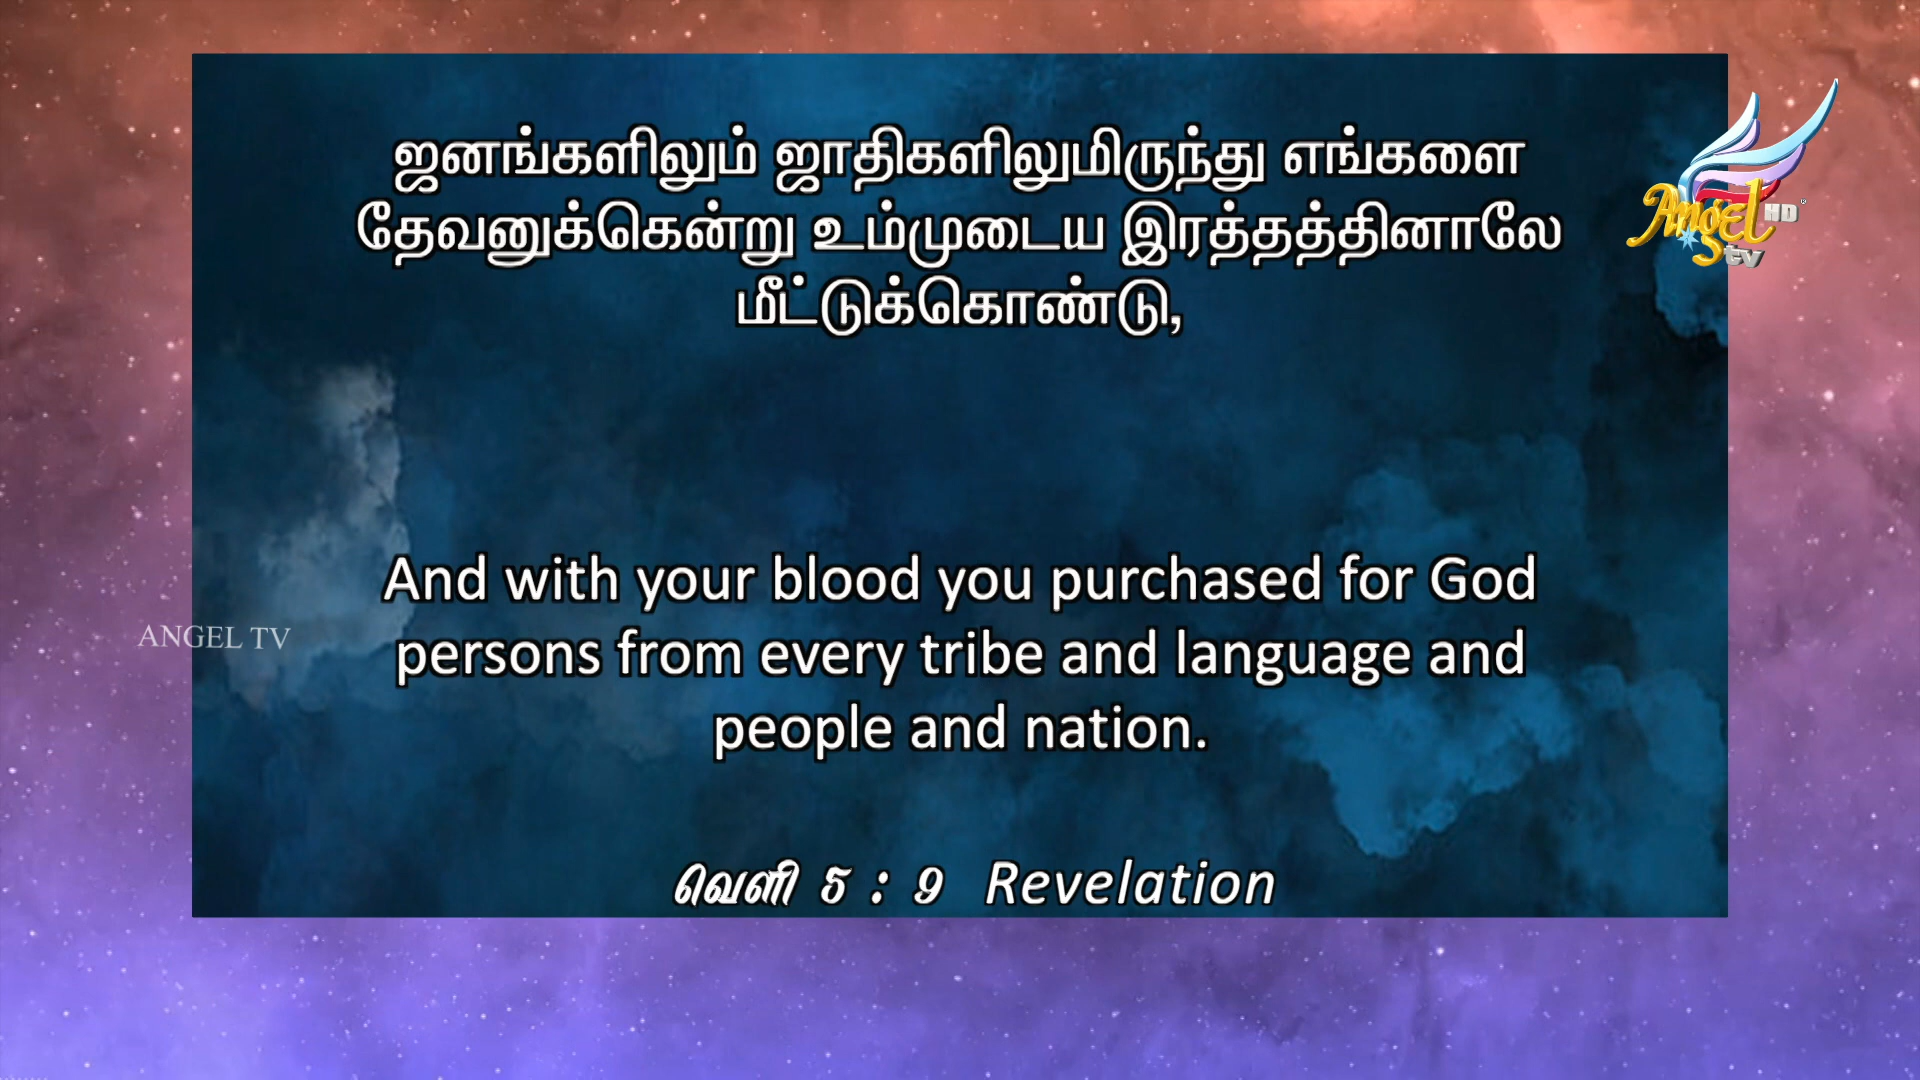 ஜனங்களிலும் ஜாதிகளிலுமிருந்து எங்களை
தேவனுக்கென்று உம்முடைய இரத்தத்தினாலே
மீட்டுக்கொண்டு,
Angel HD
tv
And with your blood you purchased for God
ANGEL TV
persons from every tribe and language and
people and nation.
வெளி 5 : 9 Revelation